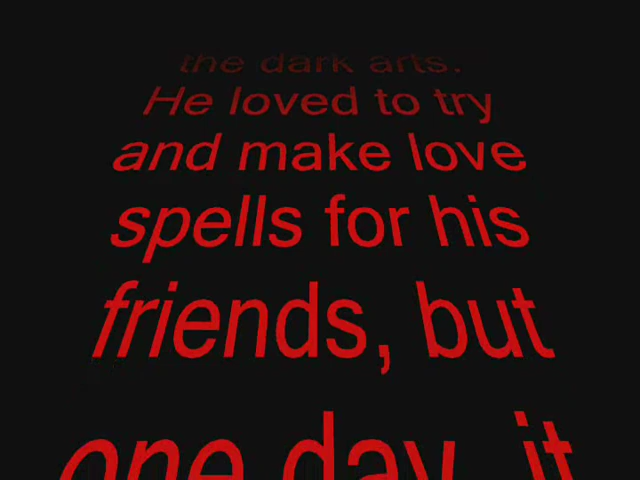 the dark arts.
He loved to try
and make love
spells for his
friends, but
one day, it